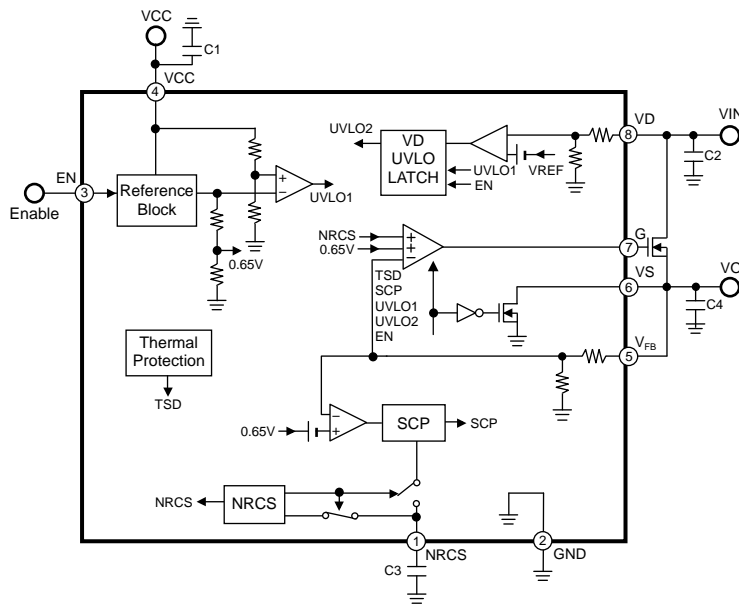 VCC
C1
VCC
4
VD
8
VIN
C2
UVLO2
VD
UVLO
LATCH
UVLO1
EN
VREF
EN
3
Enable
Reference
Block
+
−
UVLO1
0.65V
NRCS
0.65V
+
+
−
G
7
VS
6
VO
C4
TSD
SCP
UVLO1
UVLO2
EN
VFB
5
Thermal
Protection
TSD
0.65V
−
+
SCP
SCP
NRCS
NRCS
1
NRCS
C3
2
GND